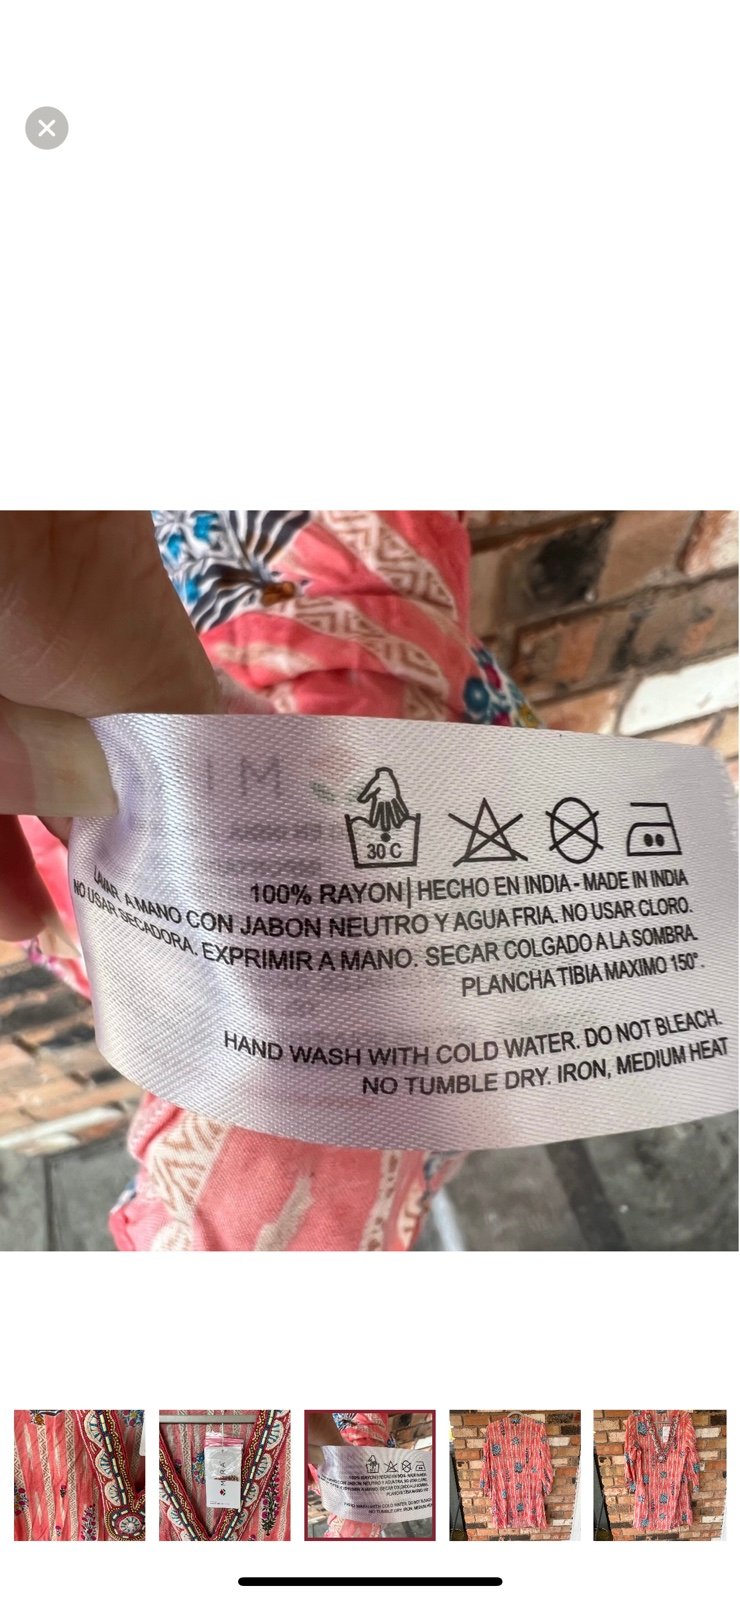 30 C
100% RAYON HECHO EN INDIA - MADE IN INDIA
LAVAR A MANO CON JABON NEUTRO Y AGUA FRIA. NO USAR CLORO.
NO USAR SECADORA. EXPRIMIR A MANO. SECAR COLGADO A LA SOMBRA.
PLANCHA TIBIA MAXIMO 150°.
HAND WASH WITH COLD WATER. DO NOT BLEACH.
NO TUMBLE DRY. IRON, MEDIUM HEAT